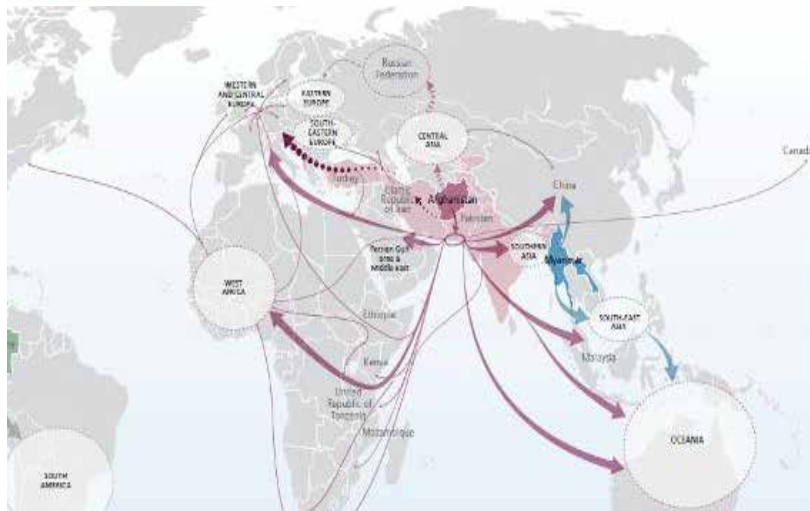 Russian
Federation
WESTERN
AND CENTRAL
EUROPE
EASTERN
EUROPE
SOUTH-
EASTERN
EUROPE
CENTRAL
ASIA
Canada
Turkey
Islamic
Republic
of Iran
Afghanistan
China
Pakistan
Persian Gulf
area &
Middle East
SOUTHERN
ASIA
Myanmar
WEST
AFRICA
Ethiopia
SOUTH-EAST
ASIA
Kenya
Malaysia
United
Republic of
Tanzania
Mozambique
OCEANIA
SOUTH
AMERICA